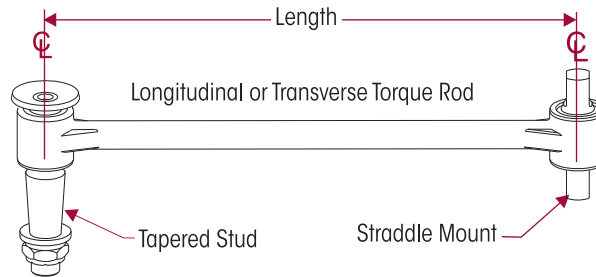 Length
℄ ℄
Longitudinal or Transverse Torque Rod
Tapered Stud
Straddle Mount